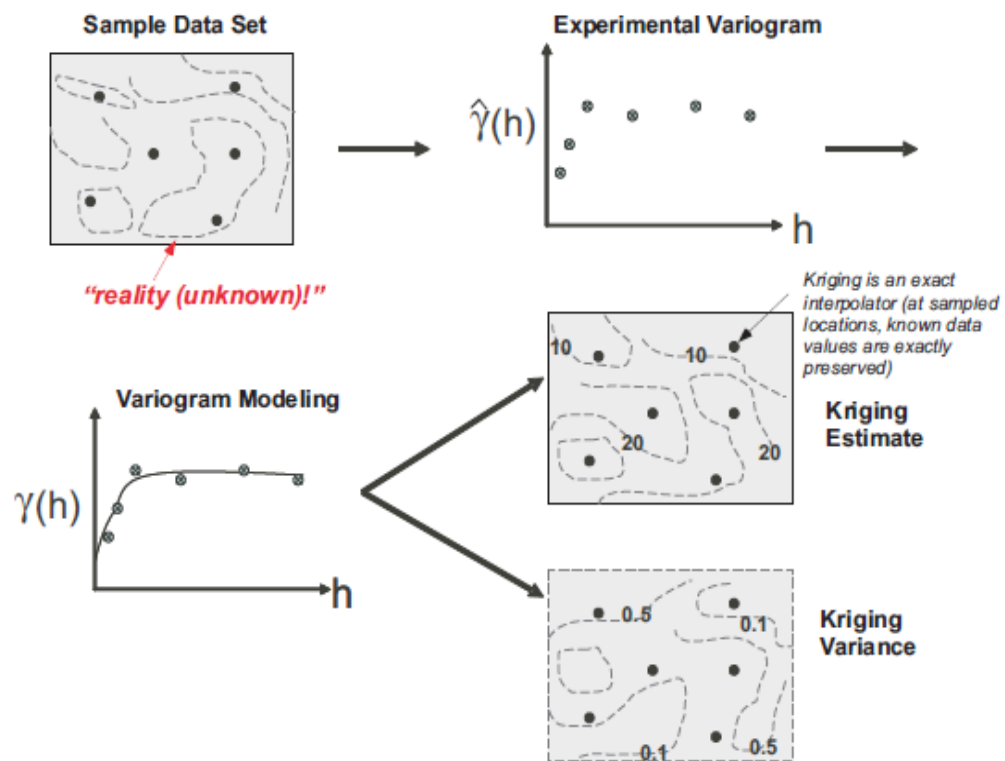 Sample Data Set
Experimental Variogram
γ̂(h)
h
“reality (unknown)!”
Kriging is an exact
interpolator (at sampled
locations, known data
values are exactly
preserved)
10
10
20
20
Kriging
Estimate
Variogram Modeling
γ(h)
h
0.5
0.1
0.1
0.5
Kriging
Variance